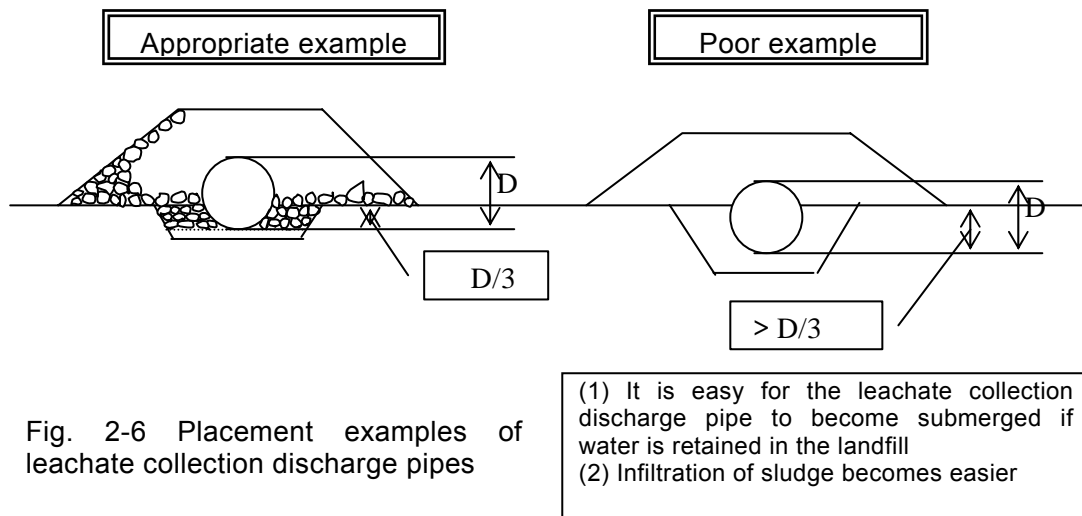 Appropriate example
Poor example
D
D/3
D
> D/3
Fig. 2-6 Placement examples of
leachate collection discharge pipes
(1) It is easy for the leachate collection
discharge pipe to become submerged if
water is retained in the landfill
(2) Infiltration of sludge becomes easier